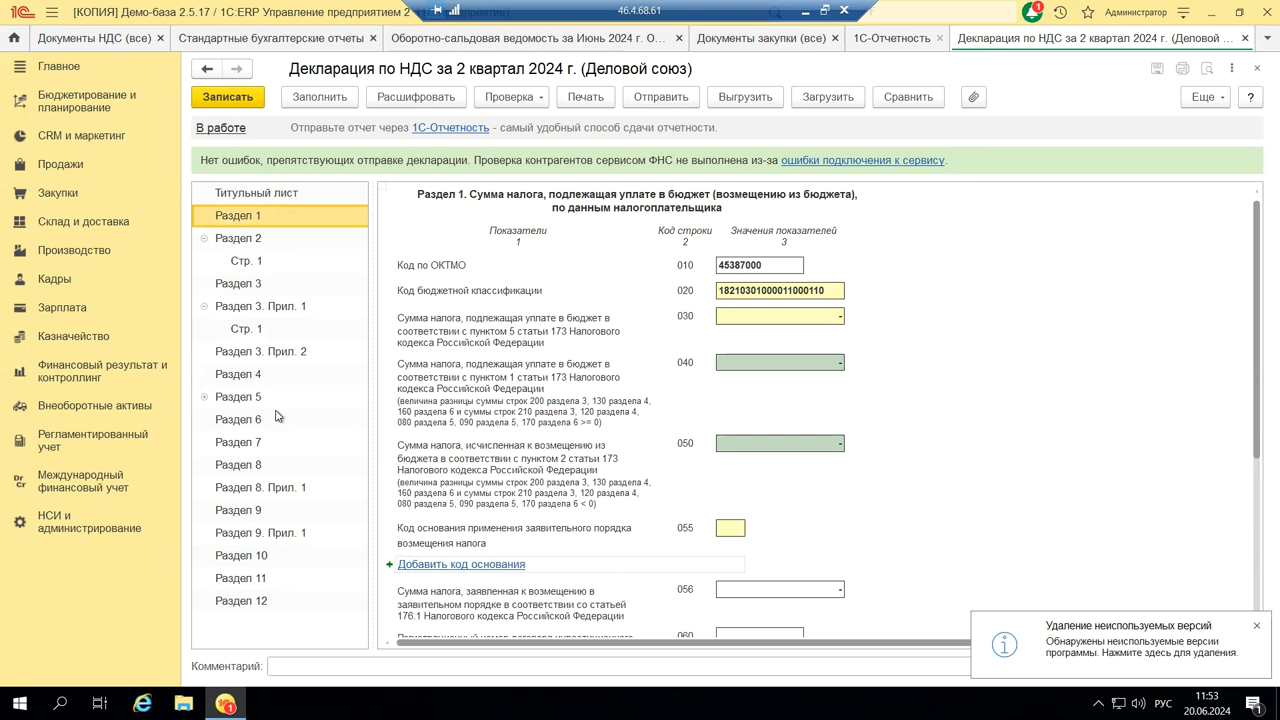 [КОПИЯ] Демо-база 2.5.17 / 1С:ERP Управление предприятием 2
46.4.68.61
1
Администратор
Документы НДС (все)
Стандартные бухгалтерские отчеты
Оборотно-сальдовая ведомость за Июнь 2024 г. О...
Документы закупки (все)
1С-Отчетность
Декларация по НДС за 2 квартал 2024 г. (Деловой союз) ...
Главное
Бюджетирование и
планирование
CRM и маркетинг
Продажи
Закупки
Склад и доставка
Производство
Кадры
Зарплата
Казначейство
Финансовый результат и
контроллинг
Внеоборотные активы
Регламентированный
учет
Международный
финансовый учет
НСИ и
администрирование
Декларация по НДС за 2 квартал 2024 г. (Деловой союз)
Записать
Заполнить
Расшифровать
Проверка
Печать
Отправить
Выгрузить
Загрузить
Сравнить
Еще
?
В работе
Отправьте отчет через 1С-Отчетность - самый удобный способ сдачи отчетности.
Нет ошибок, препятствующих отправке декларации. Проверка контрагентов сервисом ФНС не выполнена из-за ошибки подключения к сервису.
Титульный лист
Раздел 1
Раздел 2
Стр. 1
Раздел 3
Раздел 3. Прил. 1
Стр. 1
Раздел 3. Прил. 2
Раздел 4
Раздел 5
Раздел 6
Раздел 7
Раздел 8
Раздел 8. Прил. 1
Раздел 9
Раздел 9. Прил. 1
Раздел 10
Раздел 11
Раздел 12
Раздел 1. Сумма налога, подлежащая уплате в бюджет (возмещению из бюджета),
по данным налогоплательщика
Показатели Код строки Значения показателей
1 2 3
Код по ОКТМО 010 45387000
Код бюджетной классификации 020 18210301000011000110
Сумма налога, подлежащая уплате в бюджет в 030 -
соответствии с пунктом 5 статьи 173 Налогового
кодекса Российской Федерации
Сумма налога, подлежащая уплате в бюджет в 040 -
соответствии с пунктом 1 статьи 173 Налогового
кодекса Российской Федерации
(величина разницы суммы строк 200 раздела 3, 130 раздела 4,
160 раздела 6 и суммы строк 210 раздела 3, 120 раздела 4,
080 раздела 5, 090 раздела 5, 170 раздела 6 >= 0)
Сумма налога, исчисленная к возмещению из 050 -
бюджета в соответствии с пунктом 2 статьи 173
Налогового кодекса Российской Федерации
(величина разницы суммы строк 200 раздела 3, 130 раздела 4,
160 раздела 6 и суммы строк 210 раздела 3, 120 раздела 4,
080 раздела 5, 090 раздела 5, 170 раздела 6 < 0)
Код основания применения заявительного порядка 055
возмещения налога
Добавить код основания
Сумма налога, заявленная к возмещению в 056 -
заявительном порядке в соответствии со статьей
176.1 Налогового кодекса Российской Федерации
060
Комментарий:
Удаление неиспользуемых версий
Обнаружены неиспользуемые версии
программы. Нажмите здесь для удаления.
1
РУС
11:53
20.06.2024
1